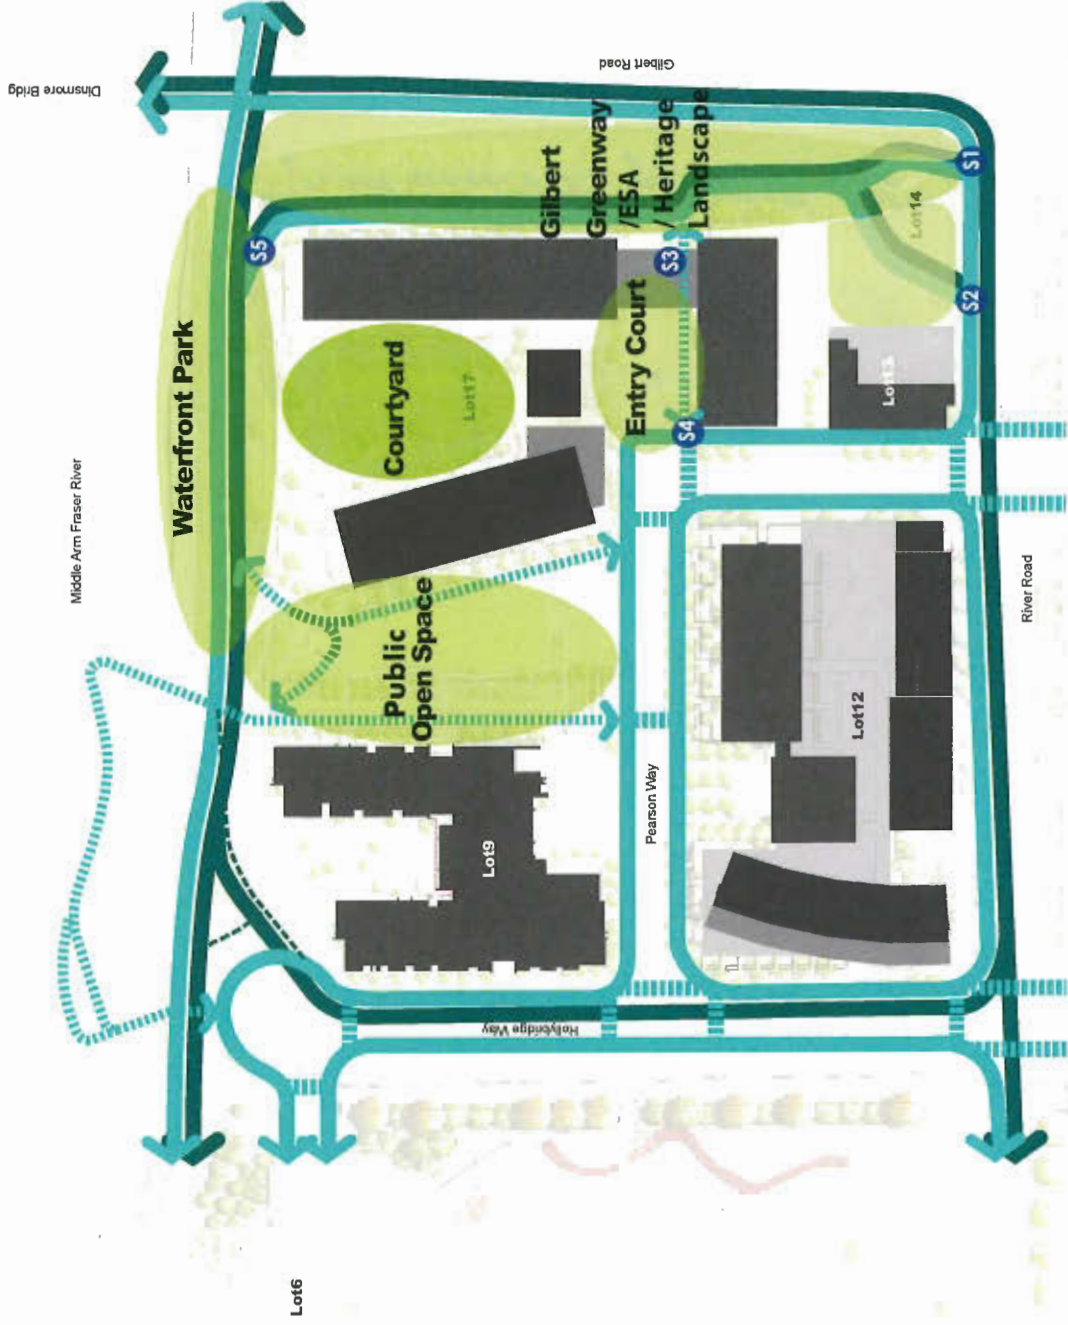 Dinsmore Bridg
Gilbert Road
Middle Arm Fraser River
Waterfront Park
S5
Gilbert
Greenway
/ESA
/ Heritage
Landscape
S1
Lot14
S2
S3
Entry Court
S4
Courtyard
Lot17
Public
Open Space
Lot9
Pearson Way
Lot12
River Road
Hollybridge Way
Lot6